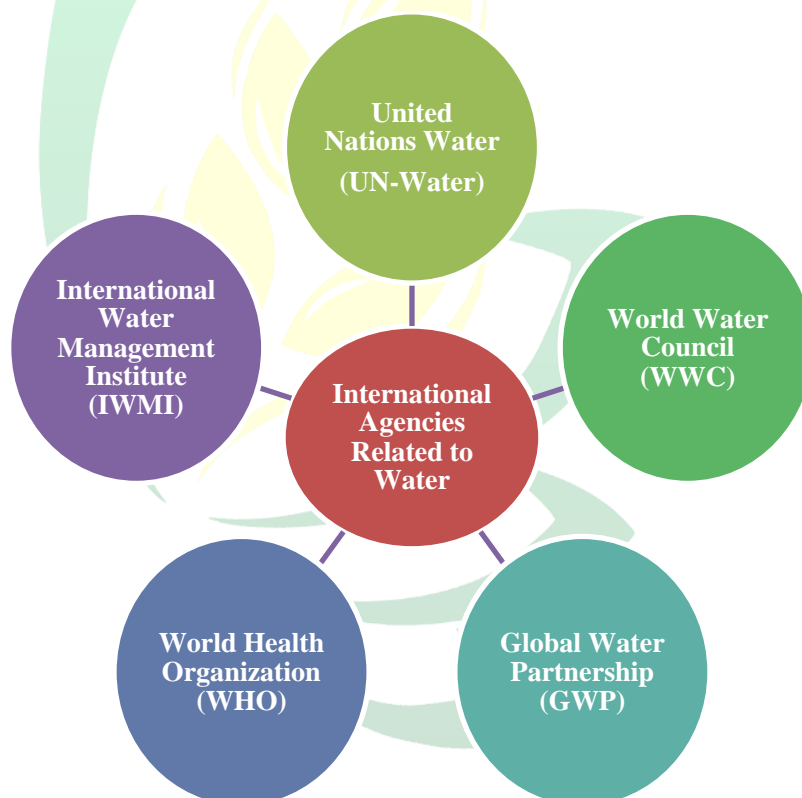 United
Nations Water
(UN-Water)
International
Water
Management
Institute
(IWMI)
World Water
Council
(WWC)
International
Agencies
Related to
Water
World Health
Organization
(WHO)
Global Water
Partnership
(GWP)